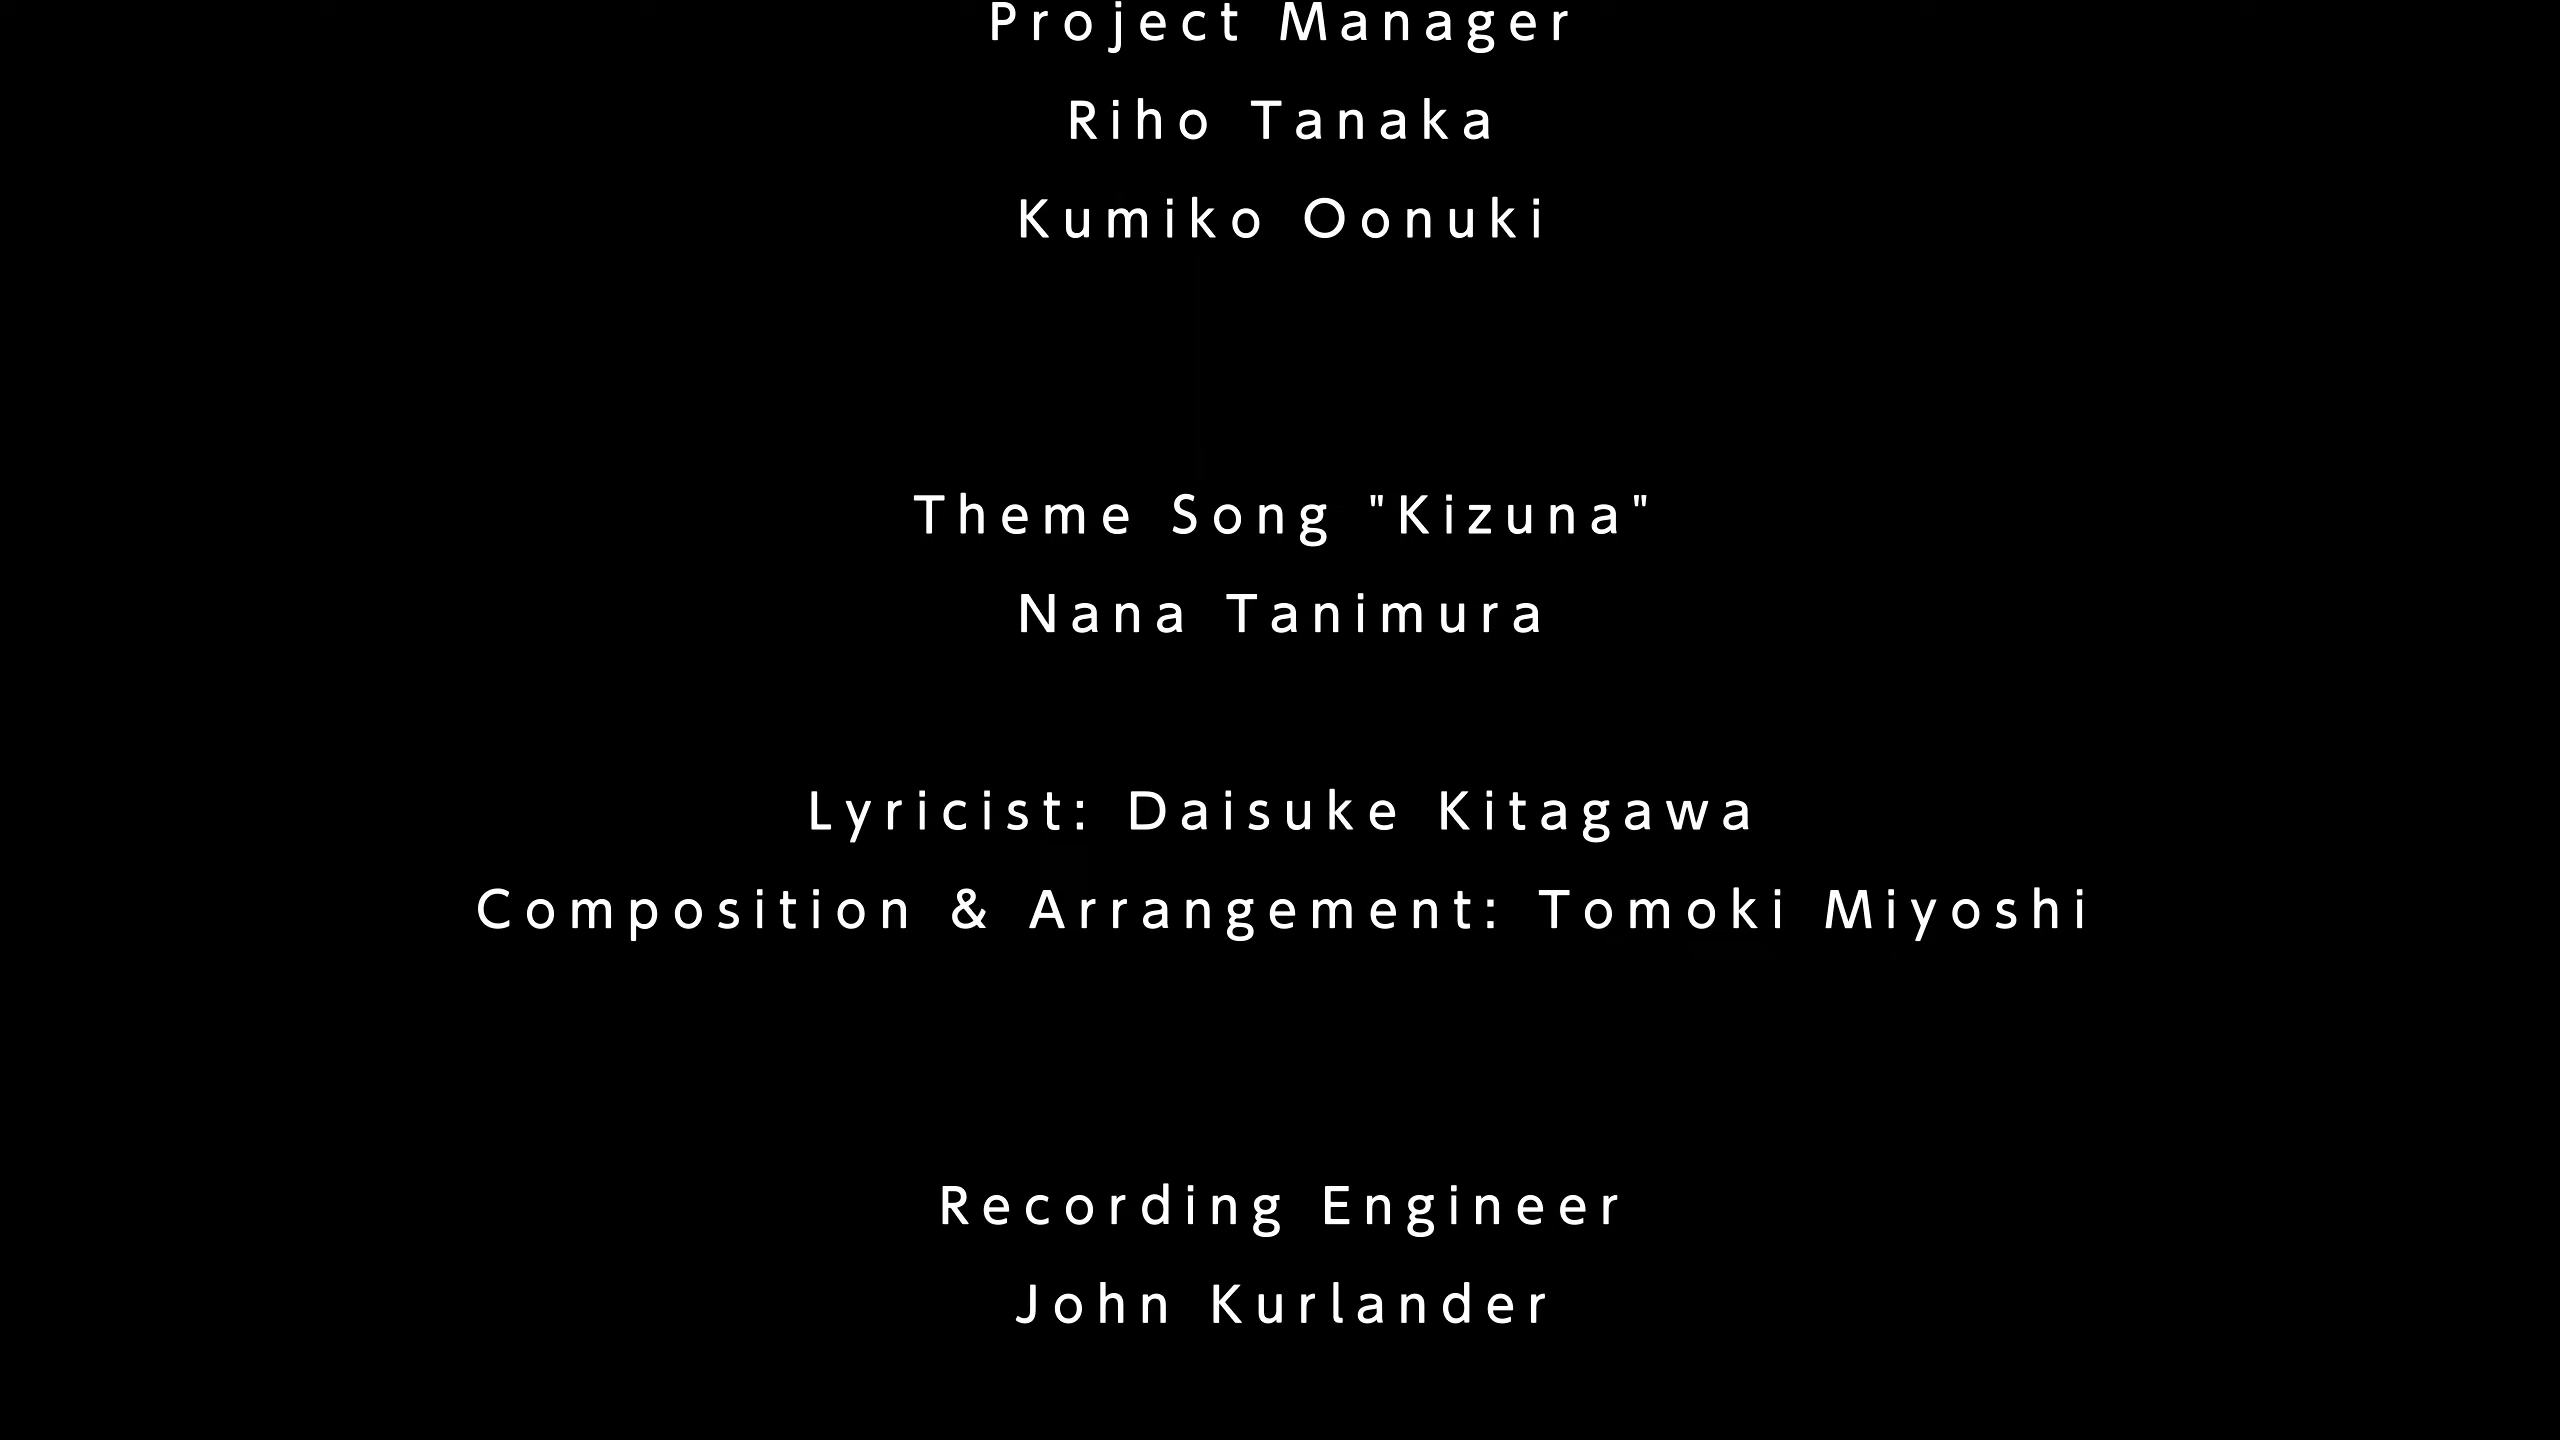 Project Manager
Riho Tanaka
Kumiko Oonuki
Theme Song "Kizuna"
Nana Tanimura
Lyricist: Daisuke Kitagawa
Composition & Arrangement: Tomoki Miyoshi
Recording Engineer
John Kurlander